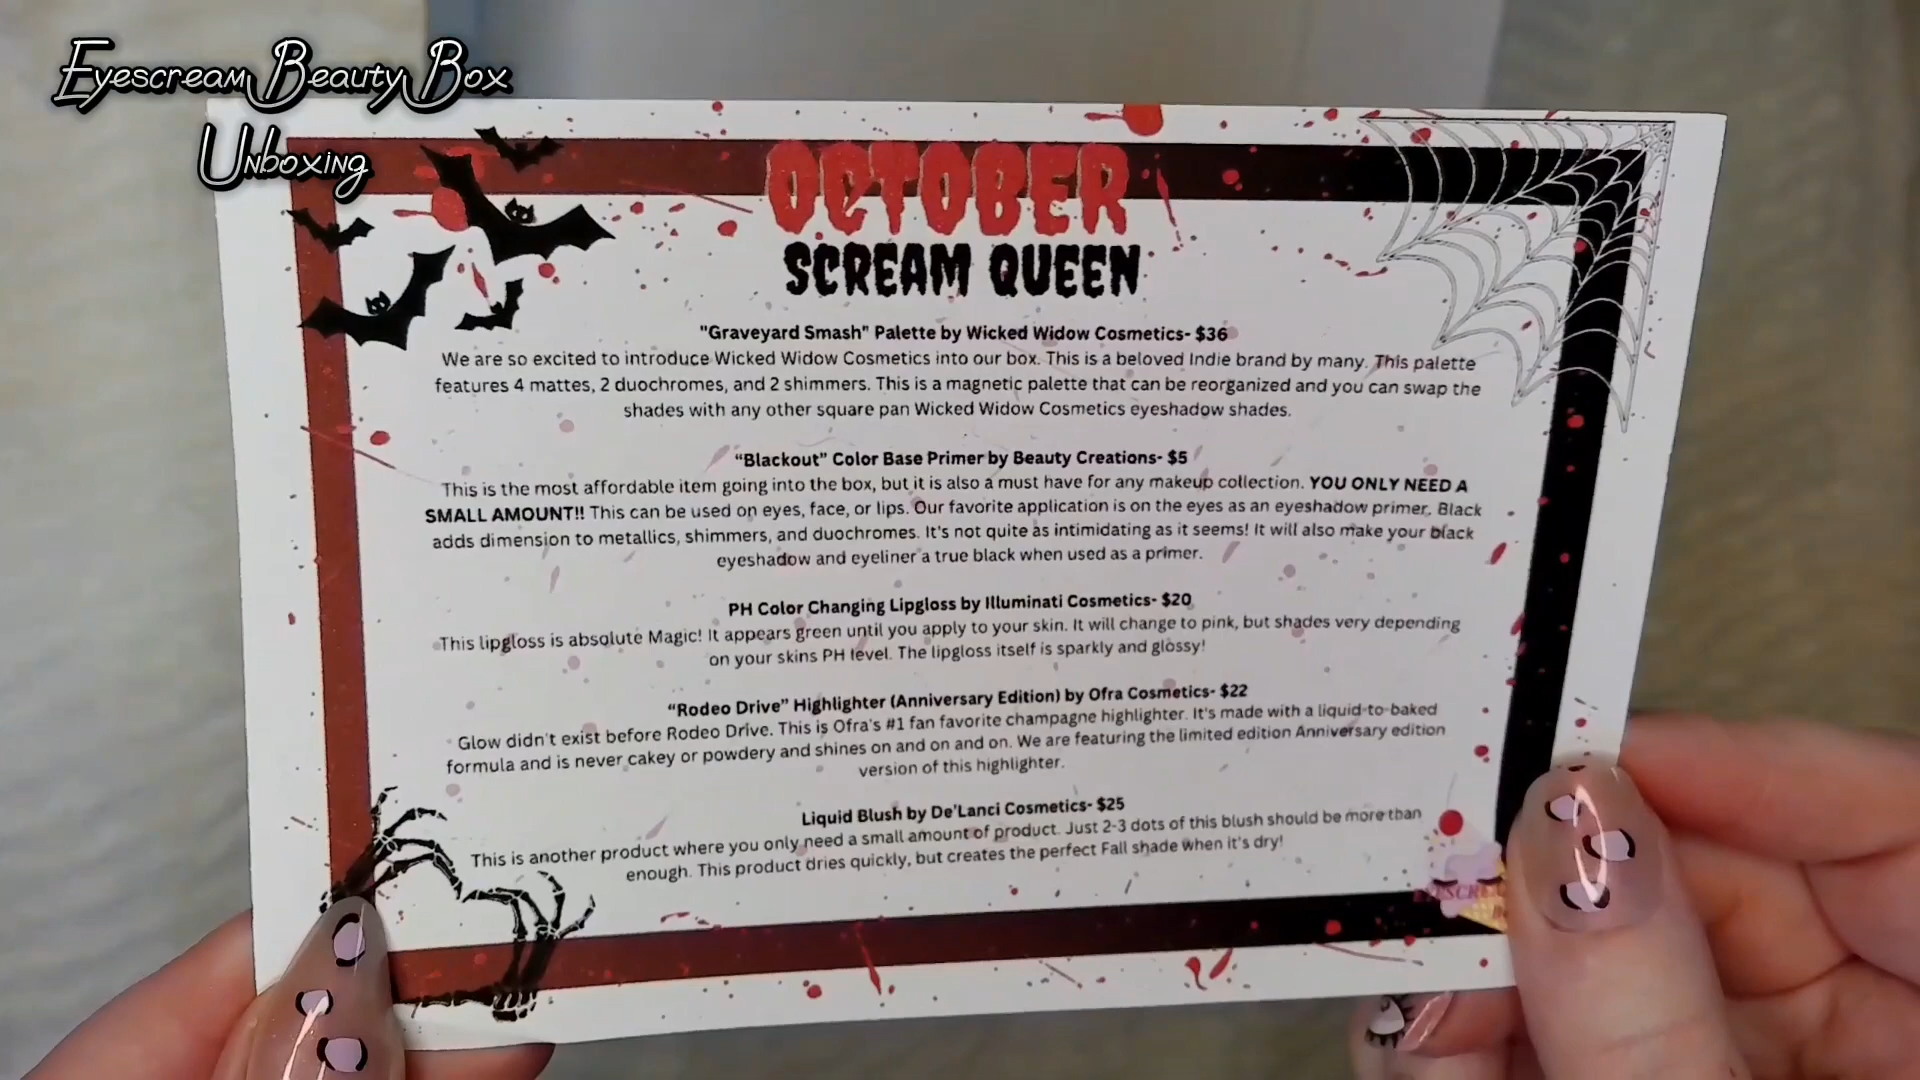 Eyescream Beauty Box
Unboxing
OCTOBER
SCREAM QUEEN
"Graveyard Smash" Palette by Wicked Widow Cosmetics- $36
We are so excited to introduce Wicked Widow Cosmetics into our box. This is a beloved Indie brand by many. This palette
features 4 mattes, 2 duochromes, and 2 shimmers. This is a magnetic palette that can be reorganized and you can swap the
shades with any other square pan Wicked Widow Cosmetics eyeshadow shades.
“Blackout” Color Base Primer by Beauty Creations- $5
This is the most affordable item going into the box, but it is also a must have for any makeup collection. YOU ONLY NEED A
SMALL AMOUNT!! This can be used on eyes, face, or lips. Our favorite application is on the eyes as an eyeshadow primer. Black
adds dimension to metallics, shimmers, and duochromes. It's not quite as intimidating as it seems! It will also make your black
eyeshadow and eyeliner a true black when used as a primer.
PH Color Changing Lipgloss by Illuminati Cosmetics- $20
This lipgloss is absolute Magic! It appears green until you apply to your skin. It will change to pink, but shades very depending
on your skins PH level. The lipgloss itself is sparkly and glossy!
“Rodeo Drive” Highlighter (Anniversary Edition) by Ofra Cosmetics- $22
Glow didn't exist before Rodeo Drive. This is Ofra's #1 fan favorite champagne highlighter. It's made with a liquid-to-baked
formula and is never cakey or powdery and shines on and on and on. We are featuring the limited edition Anniversary edition
version of this highlighter.
Liquid Blush by De'Lanci Cosmetics- $25
This is another product where you only need a small amount of product. Just 2-3 dots of this blush should be more than
enough. This product dries quickly, but creates the perfect Fall shade when it's dry!